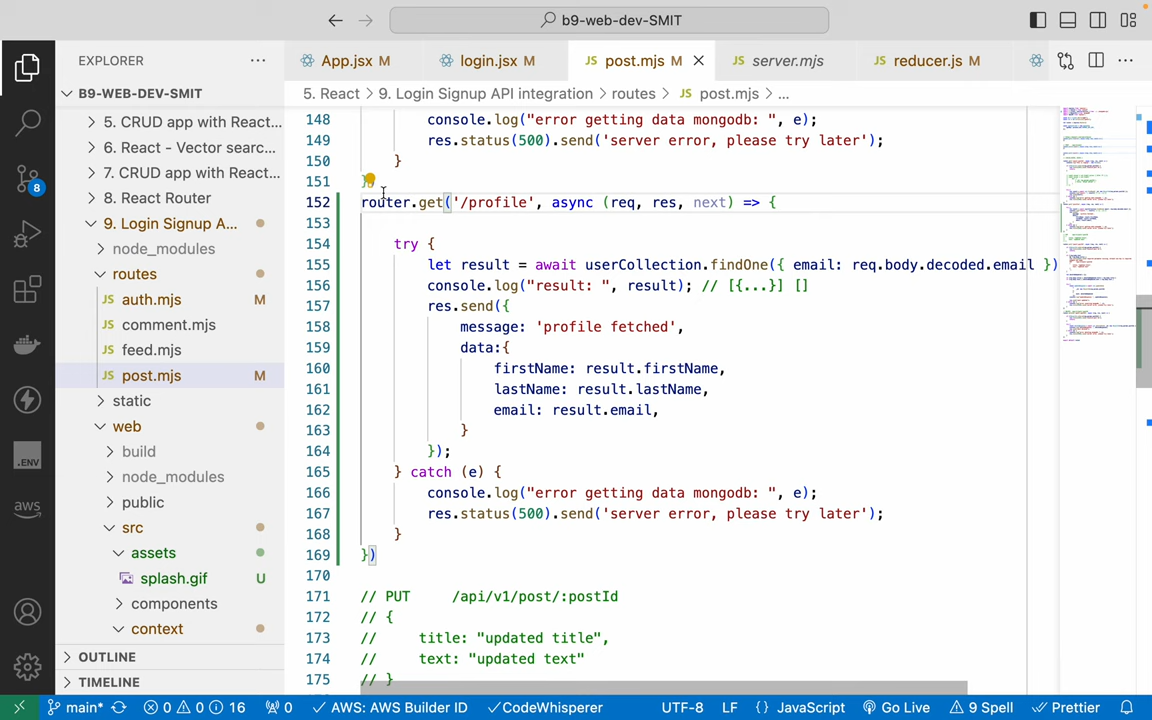 b9-web-dev-SMIT
EXPLORER
B9-WEB-DEV-SMIT
5. CRUD app with React...
6. React - Vector searc...
7. CRUD app with React...
8. React Router
9. Login Signup A...
node_modules
routes
JS auth.mjs M
JS comment.mjs
JS feed.mjs
JS post.mjs M
static
web
build
node_modules
public
src
assets
splash.gif U
components
context
OUTLINE
TIMELINE
8
.ENV
aws
App.jsx M
login.jsx M
JS post.mjs M
JS server.mjs
JS reducer.js M
5. React > 9. Login Signup API integration > routes > JS post.mjs > ...
148 console.log("error getting data mongodb: ", e);
149 res.status(500).send('server error, please try later');
150 }
151 })
152 router.get('/profile', async (req, res, next) => {
153
154 try {
155 let result = await userCollection.findOne({ email: req.body.decoded.email })
156 console.log("result: ", result); // [{...}] []
157 res.send({
158 message: 'profile fetched',
159 data:{
160 firstName: result.firstName,
161 lastName: result.lastName,
162 email: result.email,
163 }
164 });
165 } catch (e) {
166 console.log("error getting data mongodb: ", e);
167 res.status(500).send('server error, please try later');
168 }
169 })
170
171 // PUT /api/v1/post/:postId
172 // {
173 // title: "updated title",
174 // text: "updated text"
175 // }
main* 0 0 16 0 AWS: AWS Builder ID CodeWhisperer UTF-8 LF {} JavaScript Go Live 9 Spell Prettier